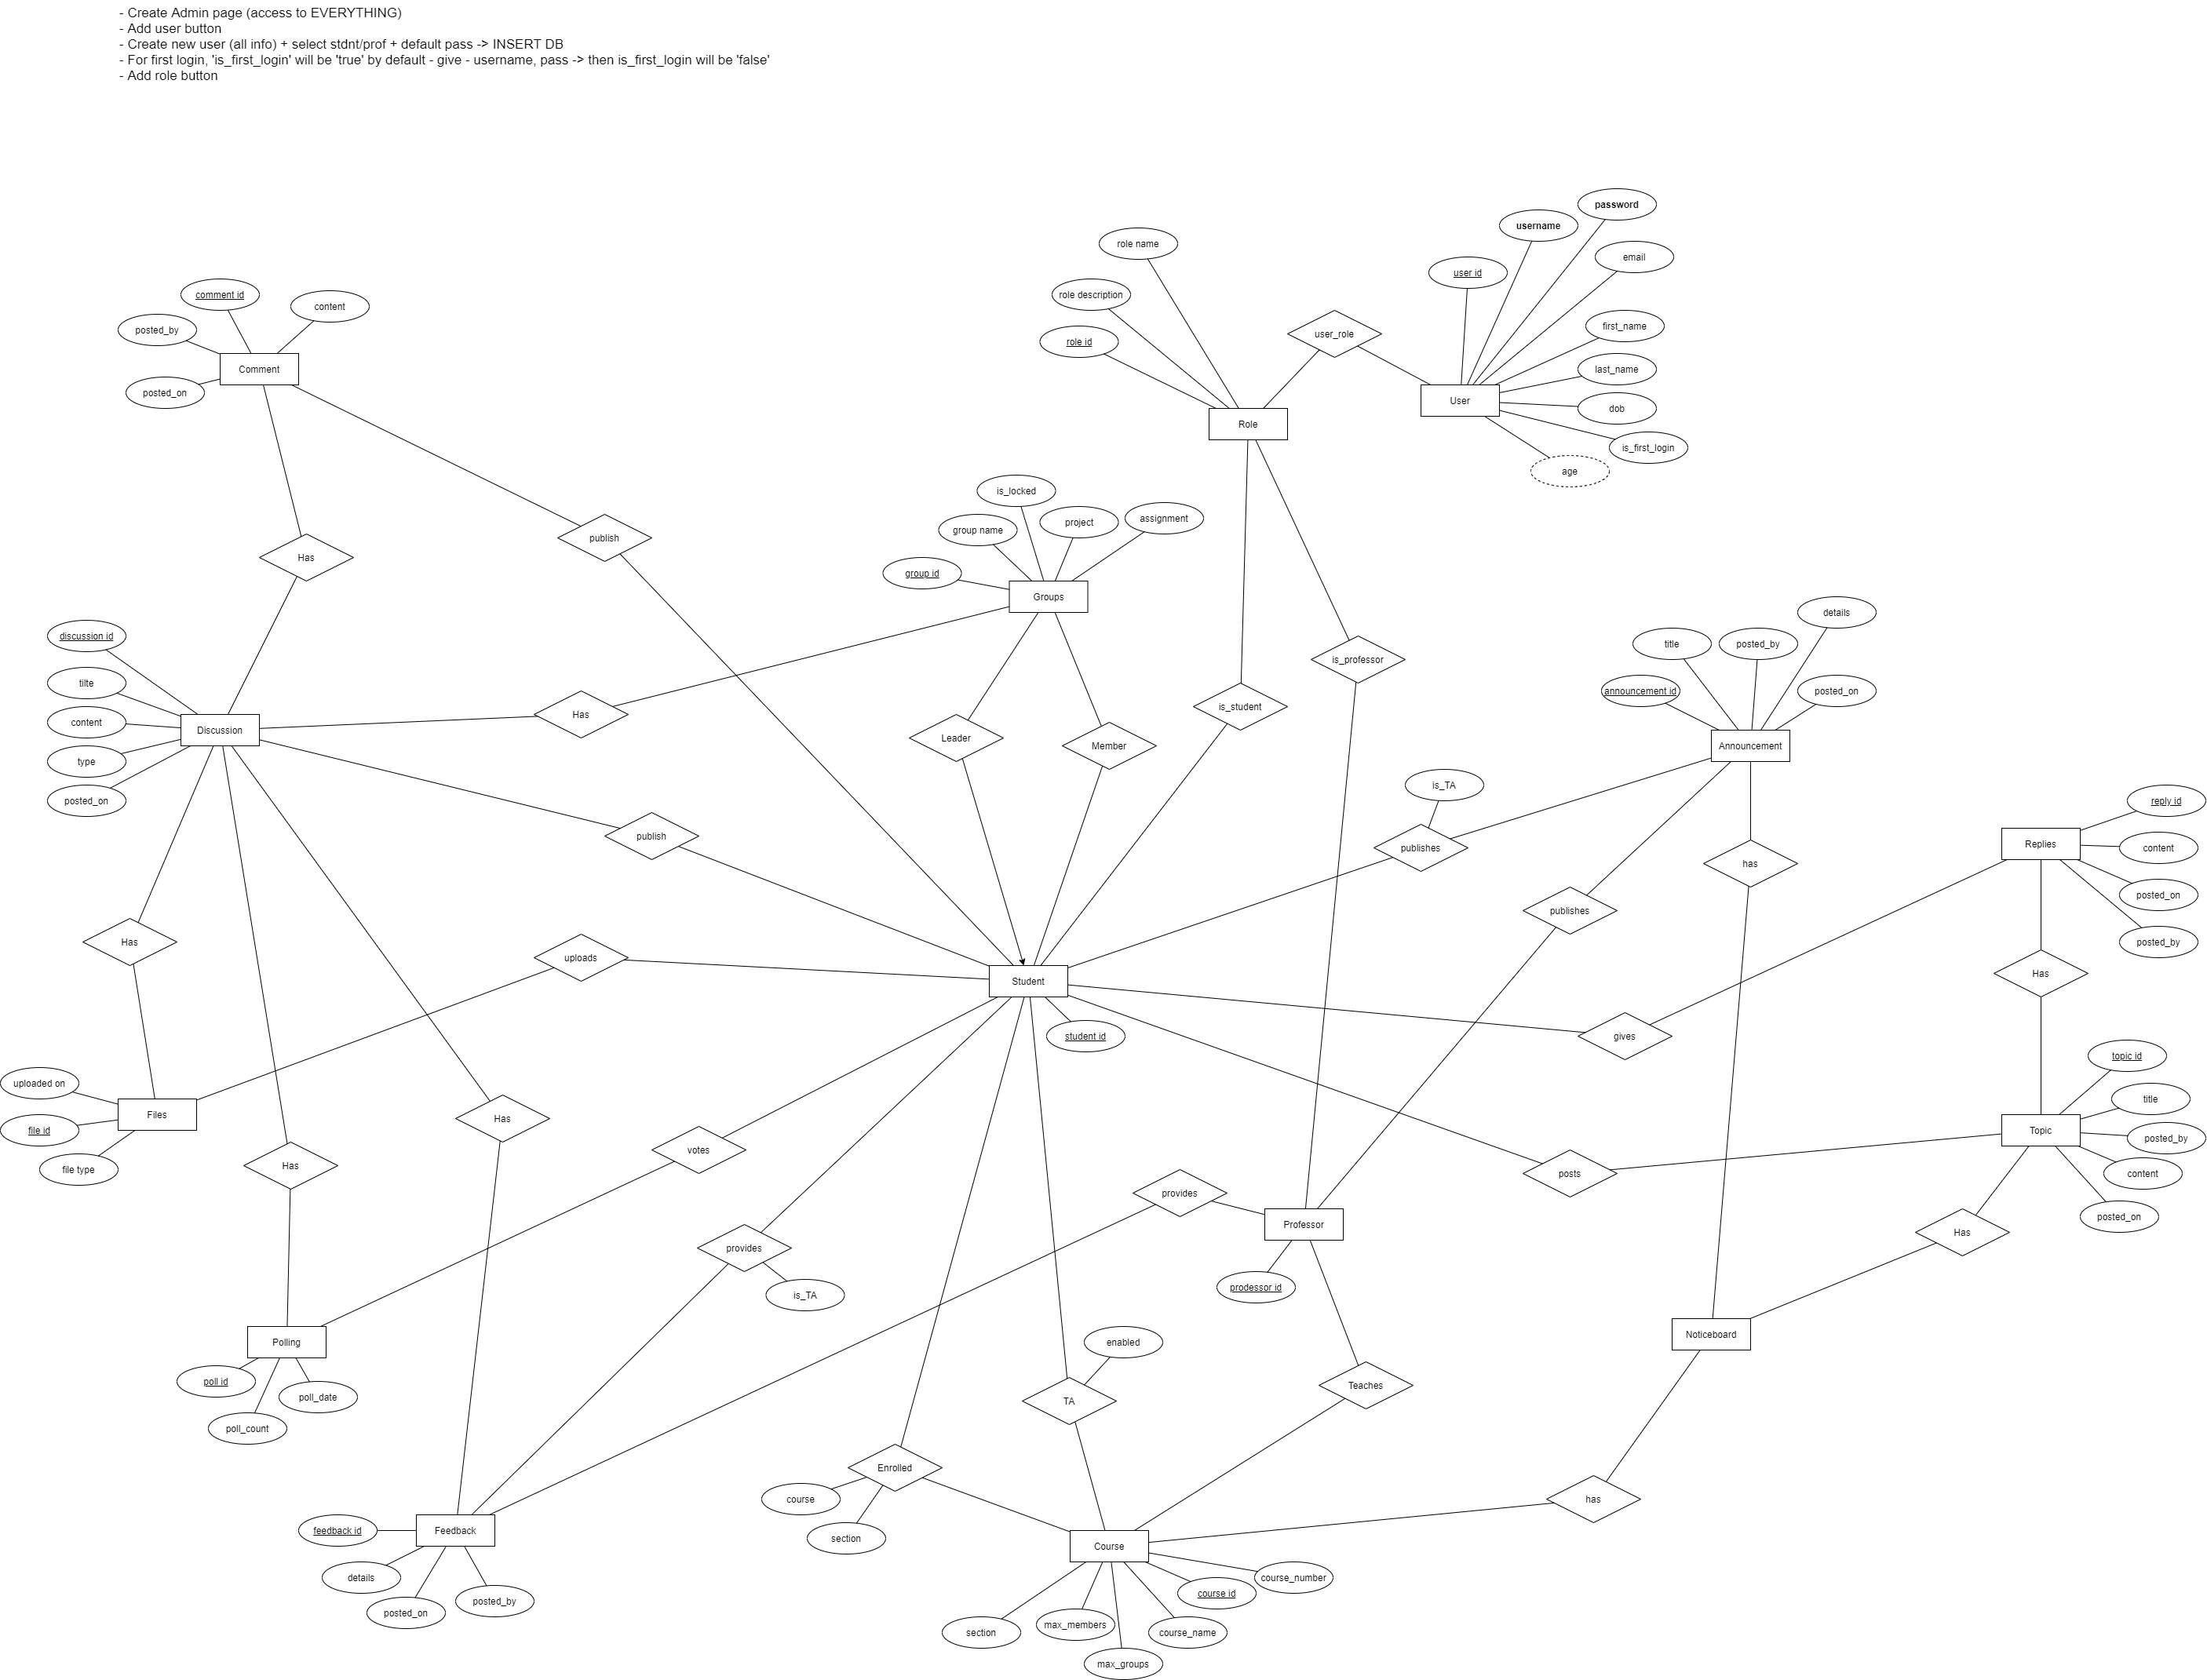 - Create Admin page (access to EVERYTHING)
- Add user button
- Create new user (all info) + select stdnt/prof + default pass -> INSERT DB
- For first login, 'is_first_login' will be 'true' by default - give - username, pass -> then is_first_login will be 'false'
- Add role button
password
username
role name
email
user id
comment id
role description
content
first_name
posted_by
user_role
role id
Comment
last_name
posted_on
User
dob
Role
is_first_login
age
is_locked
assignment
project
group name
publish
Has
group id
Groups
details
discussion id
title
posted_by
is_professor
tilte
announcement id
posted_on
is_student
Has
content
Discussion
Leader
Member
Announcement
type
is_TA
posted_on
reply id
publish
Replies
content
publishes
has
posted_on
publishes
Has
posted_by
uploads
Has
Student
student id
gives
topic id
uploaded on
title
Files
Has
file id
Topic
posted_by
votes
file type
Has
posts
content
provides
posted_on
Professor
Has
provides
prodessor id
is_TA
Noticeboard
Polling
enabled
poll id
Teaches
poll_date
TA
poll_count
Enrolled
course
has
feedback id
Feedback
section
Course
details
course_number
course id
posted_by
posted_on
max_members
section
course_name
max_groups